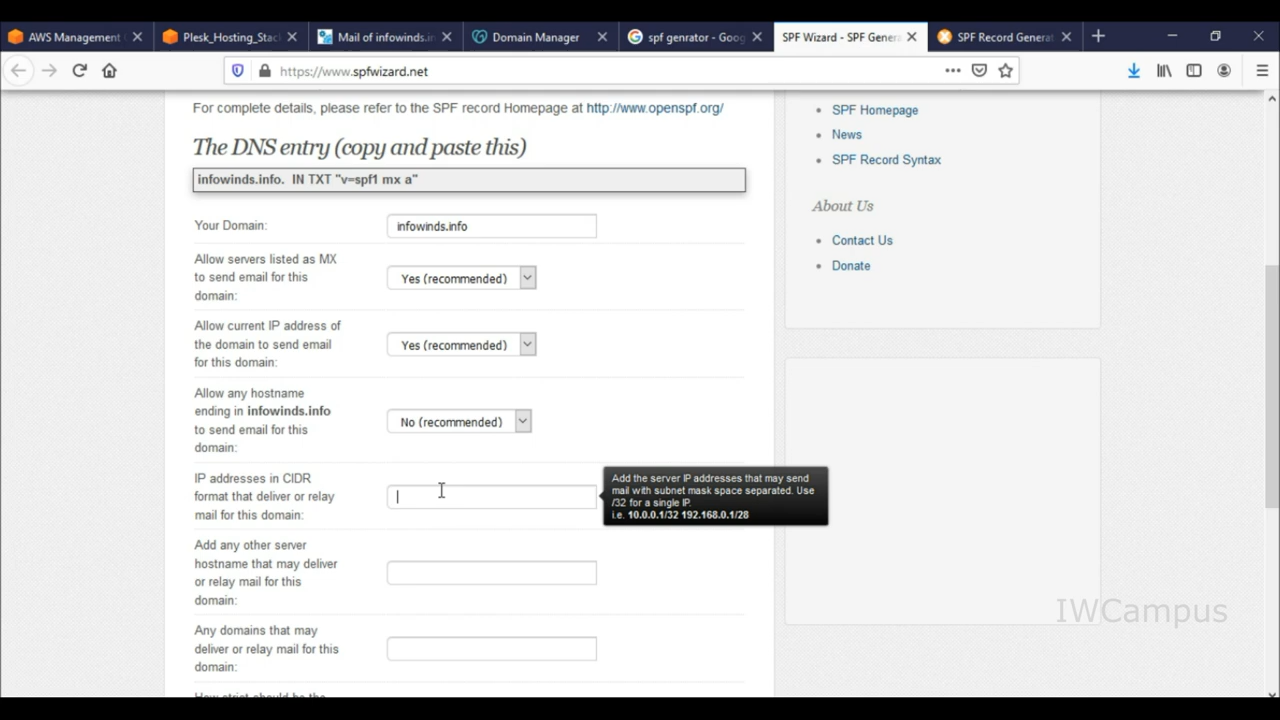 AWS Management
Plesk_Hosting_Stac
Mail of infowinds.in
Domain Manager
spf genrator - Goog
SPF Wizard - SPF Genera
SPF Record Generat
https://www.spfwizard.net
For complete details, please refer to the SPF record Homepage at http://www.openspf.org/
The DNS entry (copy and paste this)
infowinds.info. IN TXT "v=spf1 mx a"
Your Domain:
infowinds.info
Allow servers listed as MX
to send email for this
domain:
Yes (recommended)
Allow current IP address of
the domain to send email
for this domain:
Yes (recommended)
Allow any hostname
ending in infowinds.info
to send email for this
domain:
No (recommended)
IP addresses in CIDR
format that deliver or relay
mail for this domain:
Add the server IP addresses that may send
mail with subnet mask space separated. Use
/32 for a single IP.
i.e. 10.0.0.1/32 192.168.0.1/28
Add any other server
hostname that may deliver
or relay mail for this
domain:
Any domains that may
deliver or relay mail for this
domain:
How strict should be the
SPF Homepage
News
SPF Record Syntax
About Us
Contact Us
Donate
IWCampus